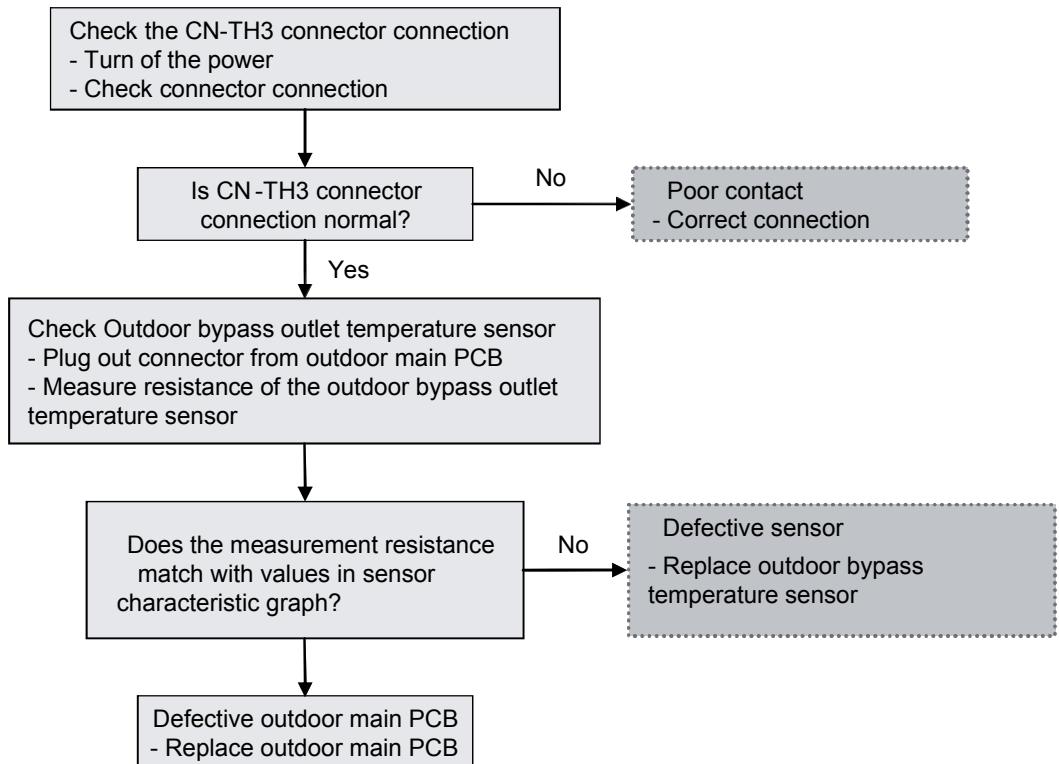 Check the CN-TH3 connector connection
- Turn of the power
- Check connector connection
Is CN-TH3 connector
connection normal?
No
Poor contact
- Correct connection
Yes
Check Outdoor bypass outlet temperature sensor
- Plug out connector from outdoor main PCB
- Measure resistance of the outdoor bypass outlet
temperature sensor
Does the measurement resistance
match with values in sensor
characteristic graph?
No
Defective sensor
- Replace outdoor bypass
temperature sensor
Defective outdoor main PCB
- Replace outdoor main PCB